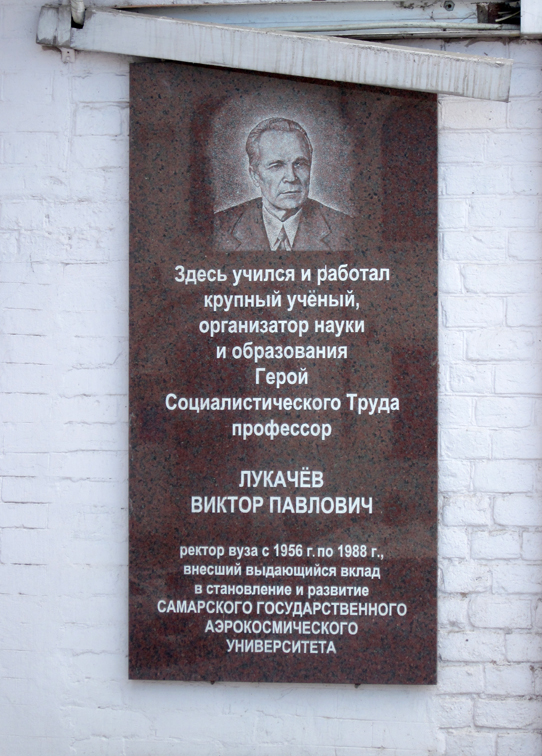 Здесь учился и работал
крупный учёный,
организатор науки
и образования
Герой
Социалистического Труда
профессор
ЛУКАЧЁВ
ВИКТОР ПАВЛОВИЧ
ректор вуза с 1956 г. по 1988 г.,
внесший выдающийся вклад
в становление и развитие
САМАРСКОГО ГОСУДАРСТВЕННОГО
АЭРОКОСМИЧЕСКОГО
УНИВЕРСИТЕТА